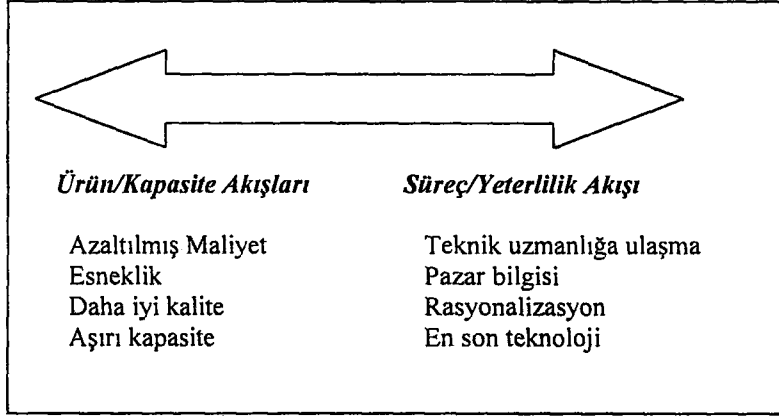 Ürün/Kapasite Akışları
Süreç/Yeterlilik Akışı
Azaltılmış Maliyet
Esneklik
Daha iyi kalite
Aşırı kapasite
Teknik uzmanlığa ulaşma
Pazar bilgisi
Rasyonalizasyon
En son teknoloji